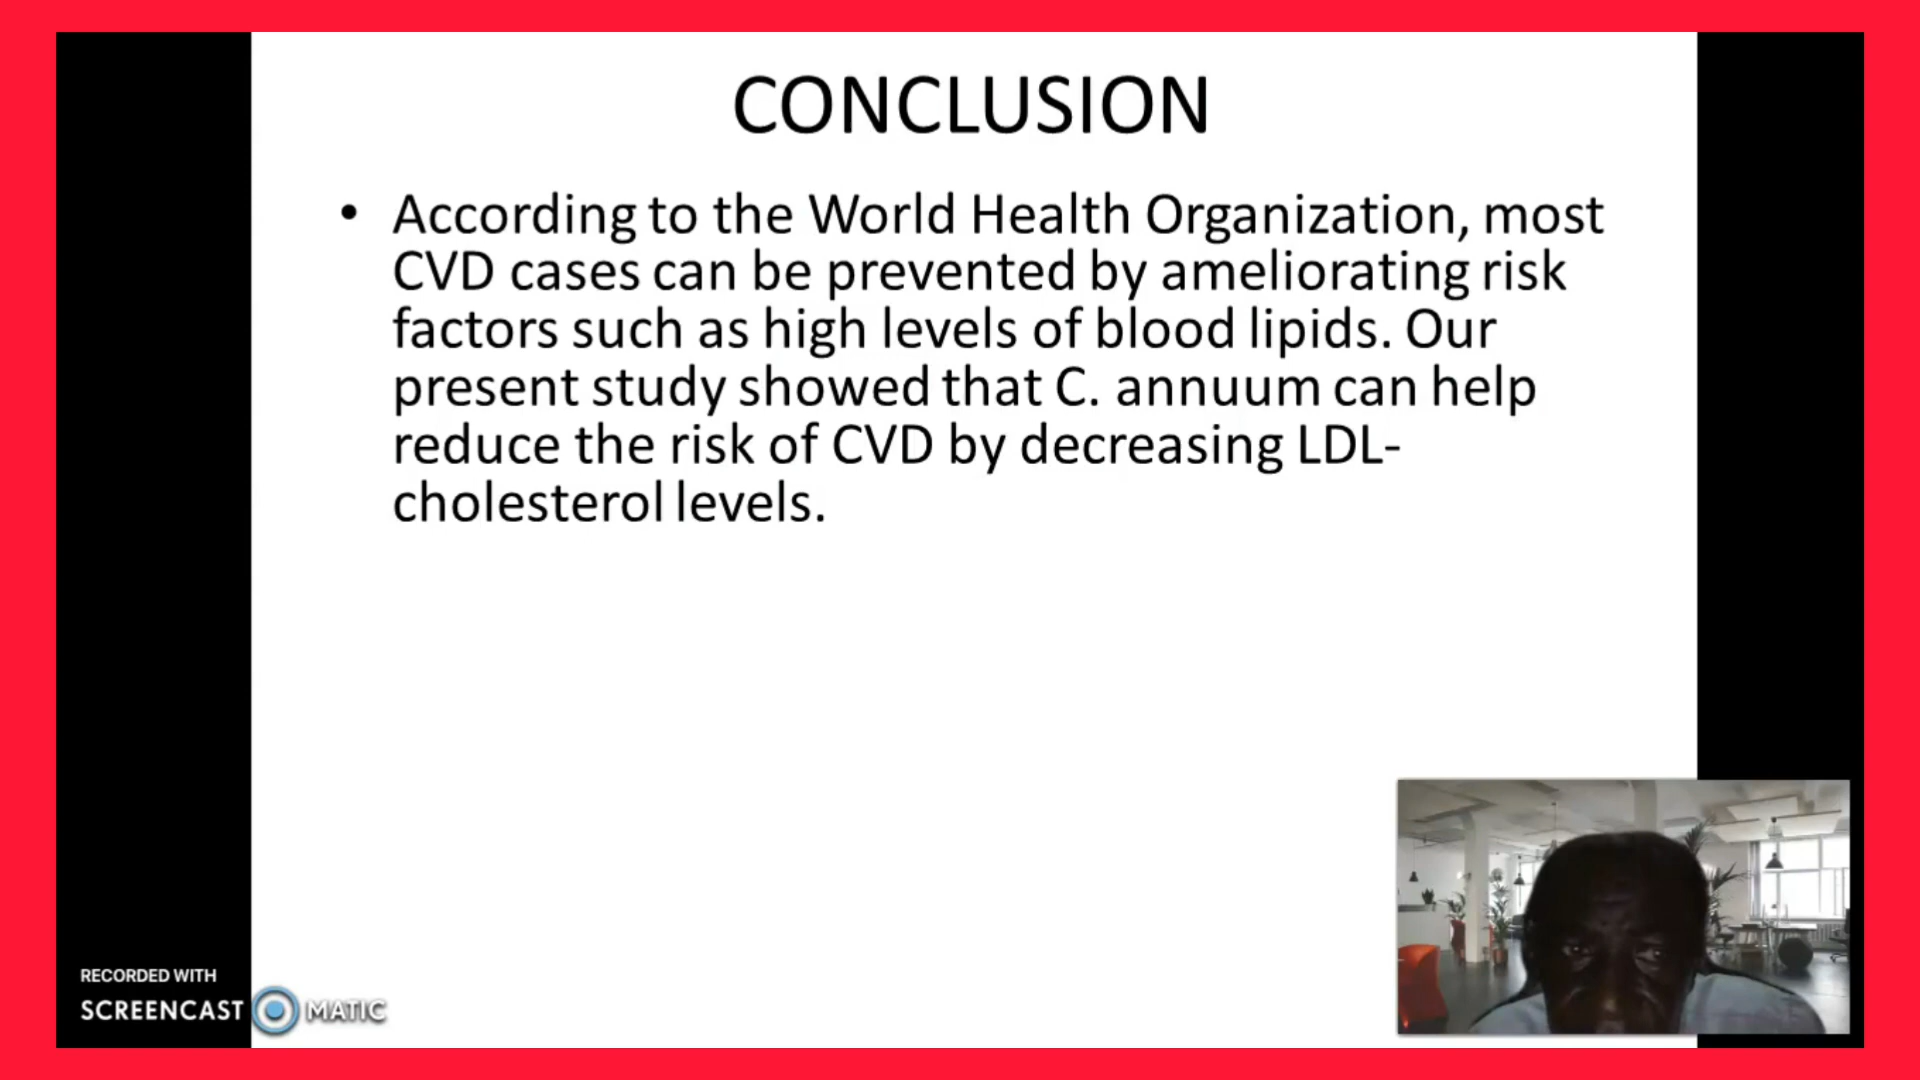 CONCLUSION
• According to the World Health Organization, most
CVD cases can be prevented by ameliorating risk
factors such as high levels of blood lipids. Our
present study showed that C. annuum can help
reduce the risk of CVD by decreasing LDL-
cholesterol levels.
RECORDED WITH
SCREENCAST MATIC